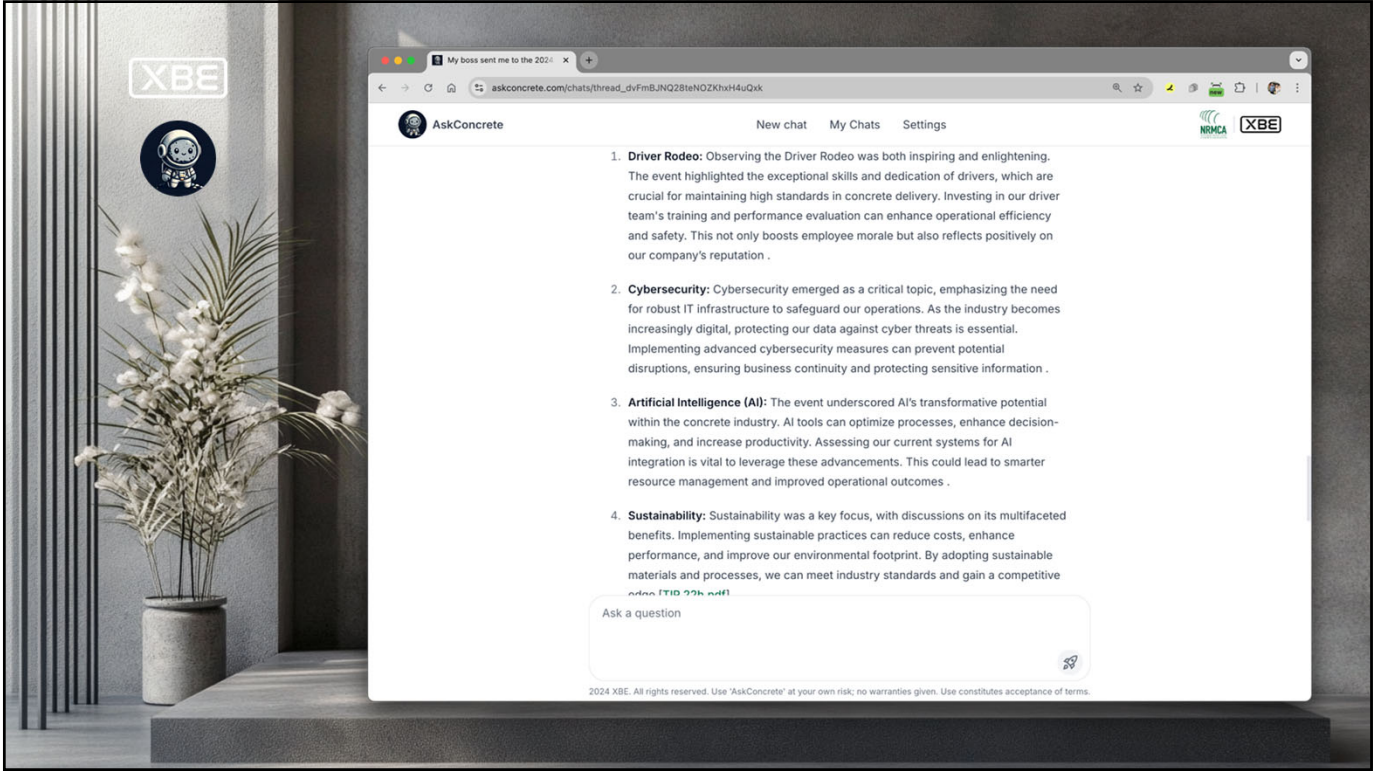 XBE
My boss sent me to the 2024
askconcrete.com/chats/thread_dvFmBJNQ28teNOZKhxH4uQxk
new
AskConcrete
New chat
My Chats
Settings
NRMCA
XBE
1. Driver Rodeo: Observing the Driver Rodeo was both inspiring and enlightening.
The event highlighted the exceptional skills and dedication of drivers, which are
crucial for maintaining high standards in concrete delivery. Investing in our driver
team's training and performance evaluation can enhance operational efficiency
and safety. This not only boosts employee morale but also reflects positively on
our company's reputation .
2. Cybersecurity: Cybersecurity emerged as a critical topic, emphasizing the need
for robust IT infrastructure to safeguard our operations. As the industry becomes
increasingly digital, protecting our data against cyber threats is essential.
Implementing advanced cybersecurity measures can prevent potential
disruptions, ensuring business continuity and protecting sensitive information .
3. Artificial Intelligence (AI): The event underscored AI's transformative potential
within the concrete industry. AI tools can optimize processes, enhance decision-
making, and increase productivity. Assessing our current systems for AI
integration is vital to leverage these advancements. This could lead to smarter
resource management and improved operational outcomes .
4. Sustainability: Sustainability was a key focus, with discussions on its multifaceted
benefits. Implementing sustainable practices can reduce costs, enhance
performance, and improve our environmental footprint. By adopting sustainable
materials and processes, we can meet industry standards and gain a competitive
edge [TIP 22b.pdf]
Ask a question
2024 XBE. All rights reserved. Use 'AskConcrete' at your own risk; no warranties given. Use constitutes acceptance of terms.